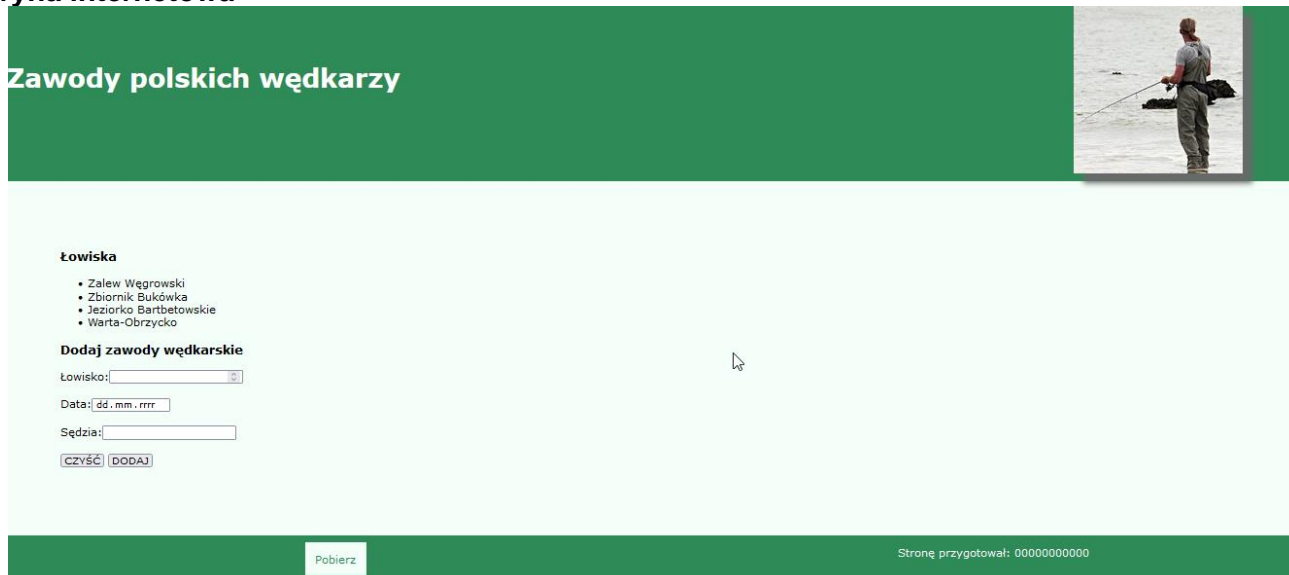 Zawody polskich wędkarzy
Łowiska
Zalew Węgrowski
Zbiornik Bukówka
Jeziorko Bartbetowskie
Warta-Obrzycko
Dodaj zawody wędkarskie
Łowisko:
Data: dd.mm.rrrr
Sędzia:
CZYŚĆ DODAJ
Pobierz
Stronę przygotował: 00000000000